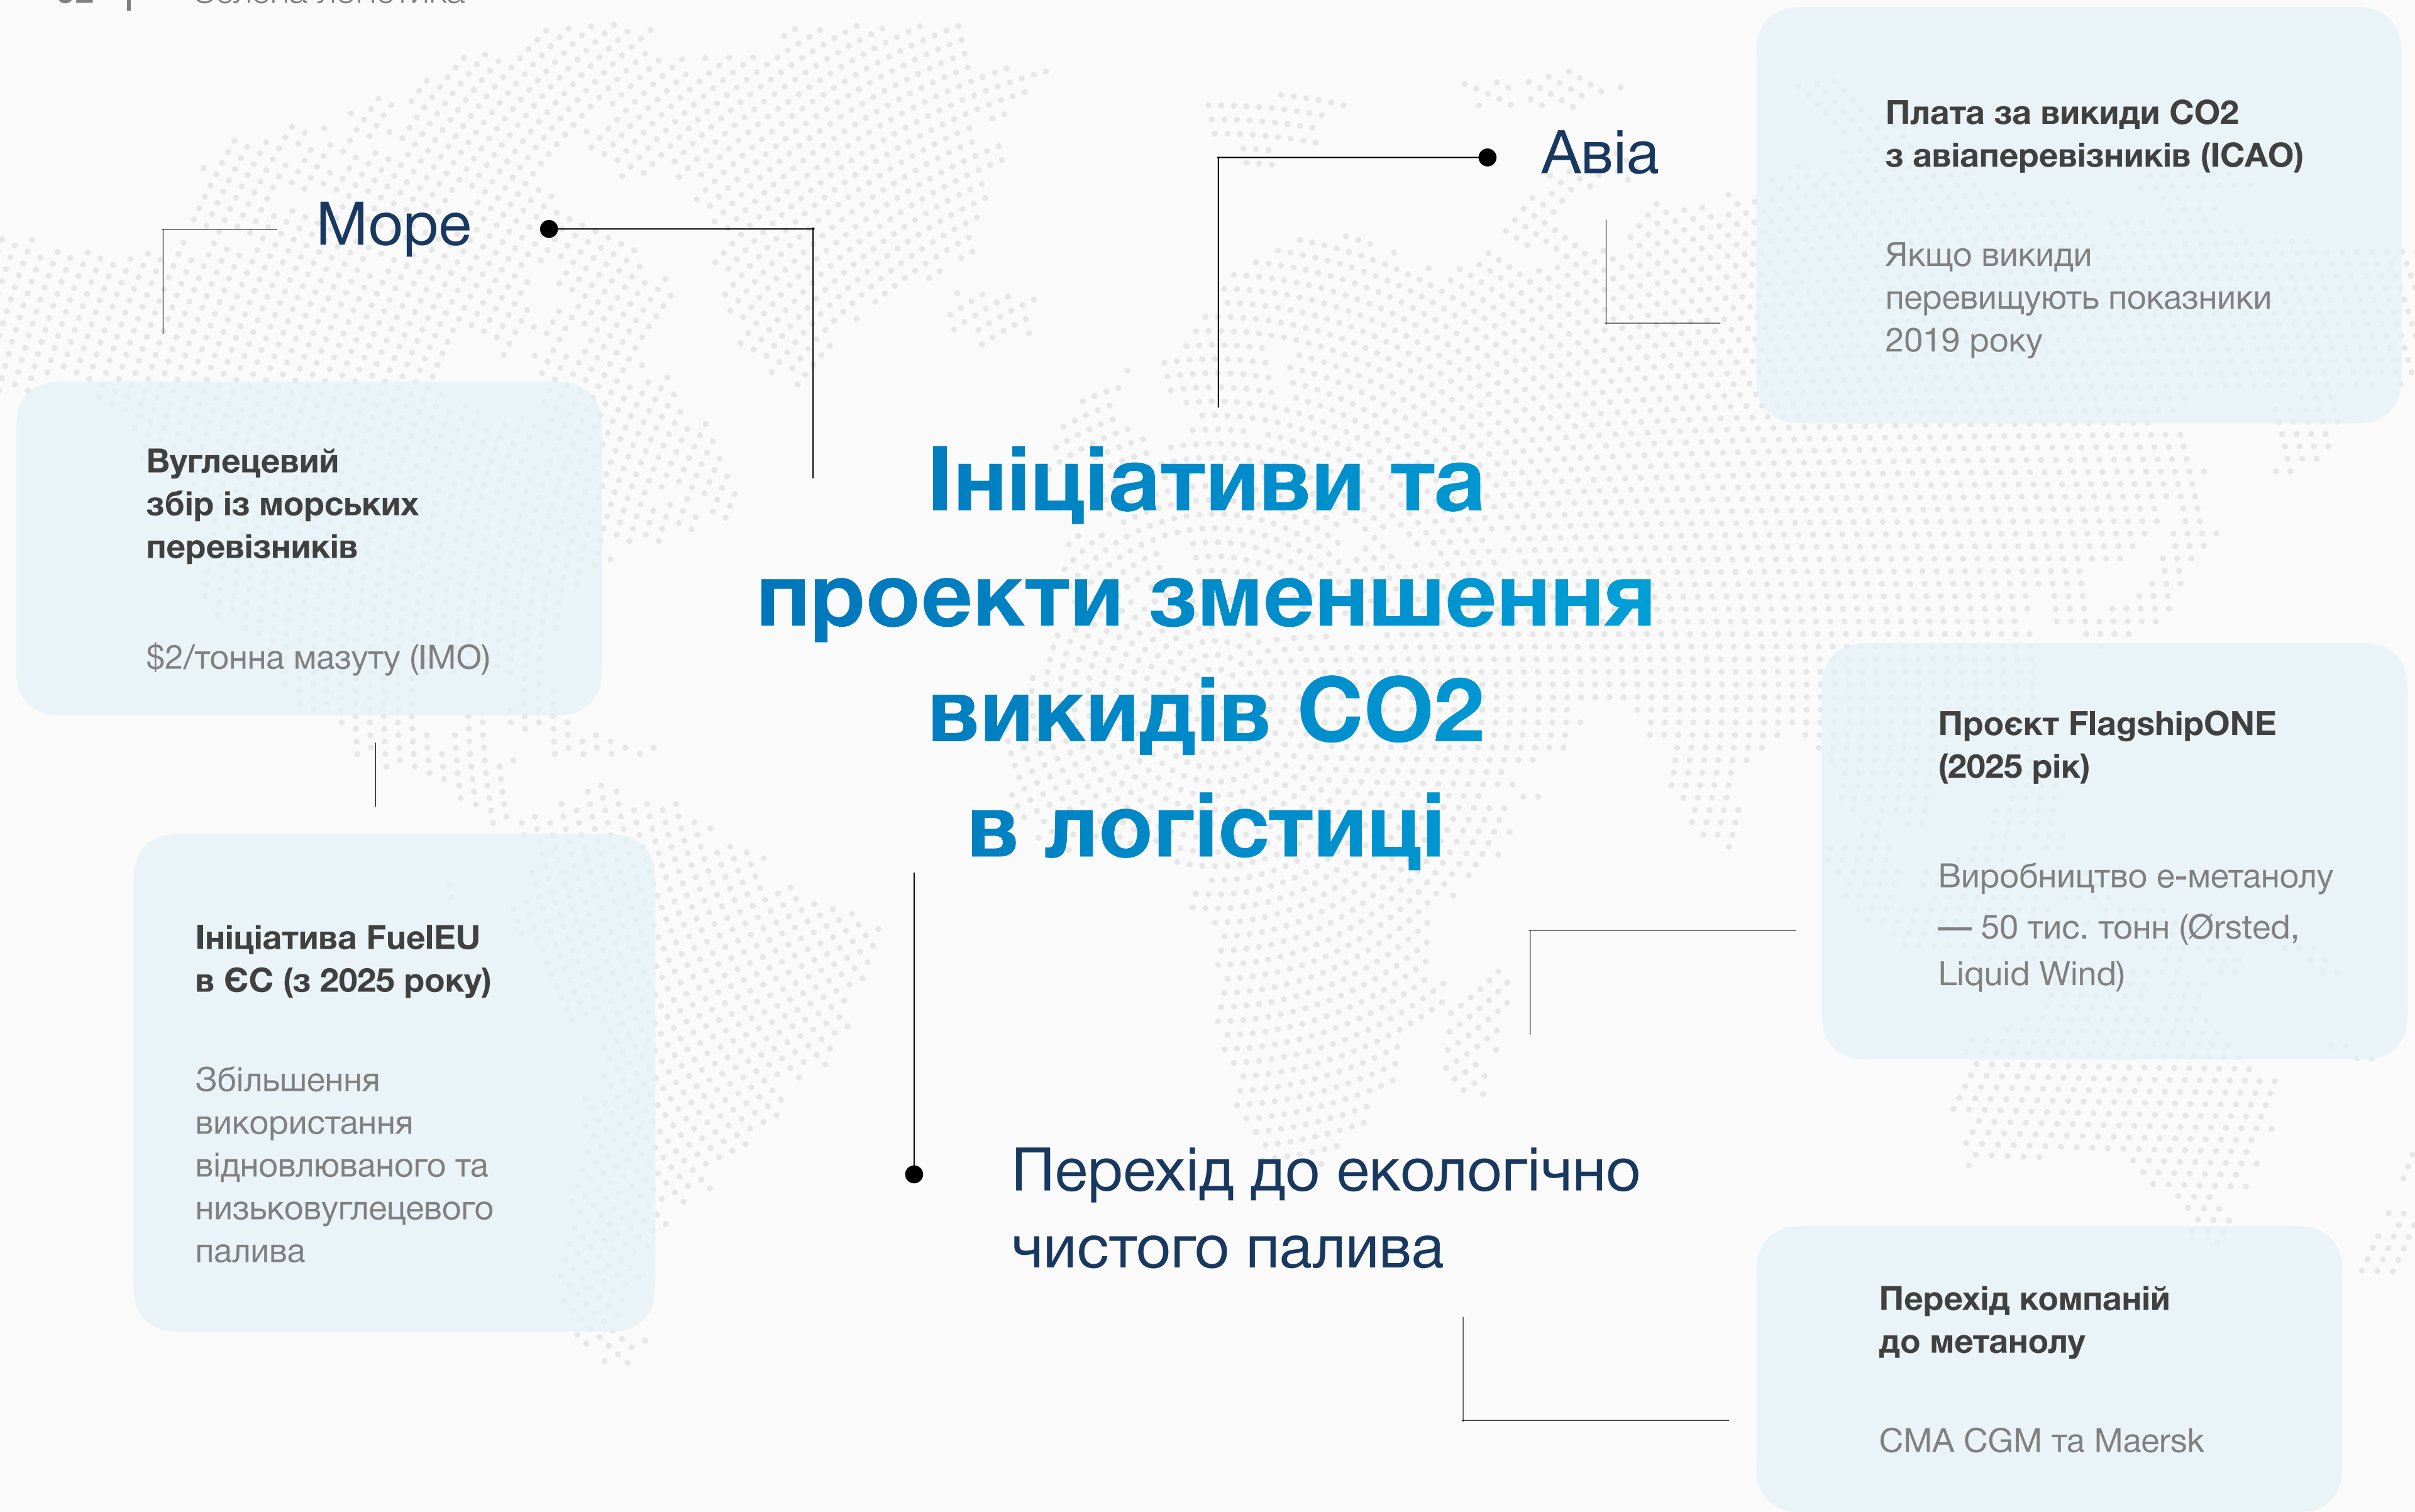 Море
Авіа
Плата за викиди CO2
з авіаперевізників (ICAO)
Якщо викиди
перевищують показники
2019 року
Вуглецевий
збір із морських
перевізників
$2/тонна мазуту (IMO)
Ініціативи та
проекти зменшення
викидів CO2
в логістиці
Проєкт FlagshipONE
(2025 рік)
Виробництво е-метанолу
— 50 тис. тонн (Ørsted,
Liquid Wind)
Ініціатива FuelEU
в ЄС (з 2025 року)
Збільшення
використання
відновлюваного та
низьковуглецевого
палива
Перехід до екологічно
чистого палива
Перехід компаній
до метанолу
CMA CGM та Maersk